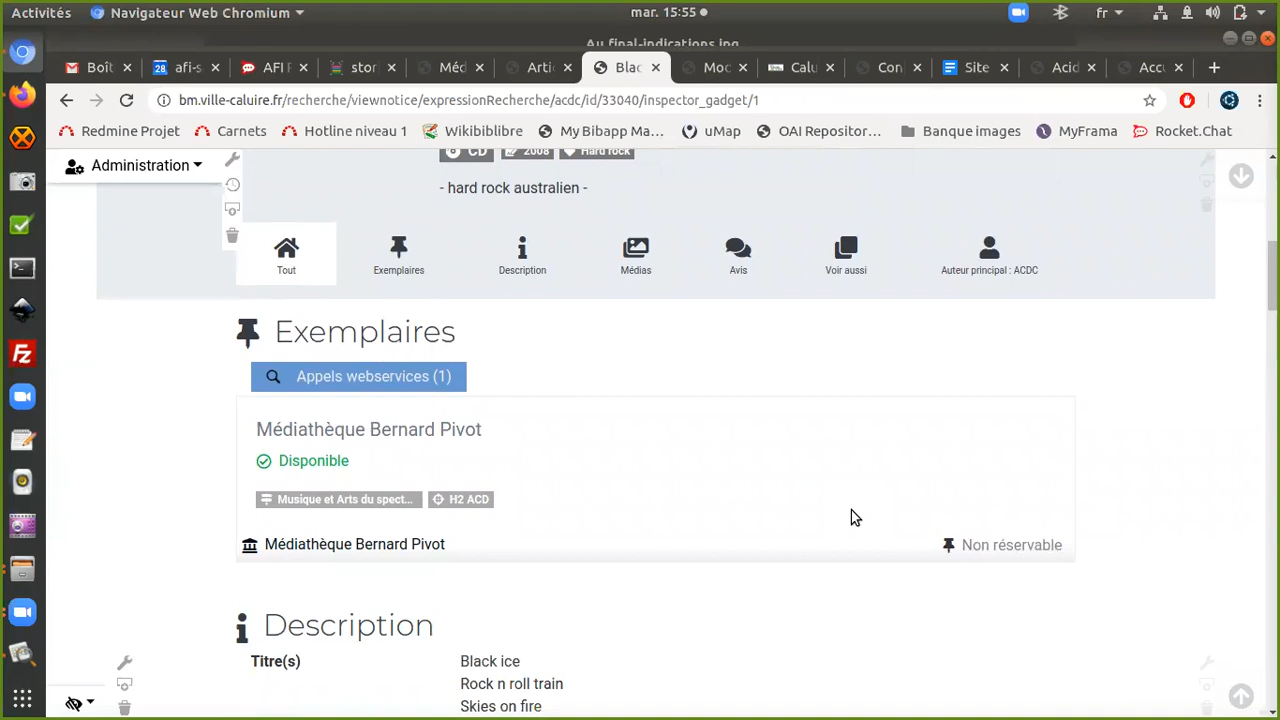 Activités Navigateur Web Chromium mar. 15:55 fr
Au final-indications.jpg
Boît afi-s AFI F stor Méd Artic Blac Moc Calu Con Site Acid Accu
bm.ville-caluire.fr/recherche/viewnotice/expressionRecherche/acdc/id/33040/inspector_gadget/1
Redmine Projet Carnets Hotline niveau 1 Wikibiblibre My Bibapp Ma... uMap OAI Repositor... Banque images MyFrama Rocket.Chat
Administration
CD 2008 Hard rock
- hard rock australien -
Tout Exemplaires Description Médias Avis Voir aussi Auteur principal : ACDC
Exemplaires
Appels webservices (1)
Médiathèque Bernard Pivot
Disponible
Musique et Arts du spect... H2 ACD
Médiathèque Bernard Pivot Non réservable
Description
Titre(s) Black ice
Rock n roll train
Skies on fire